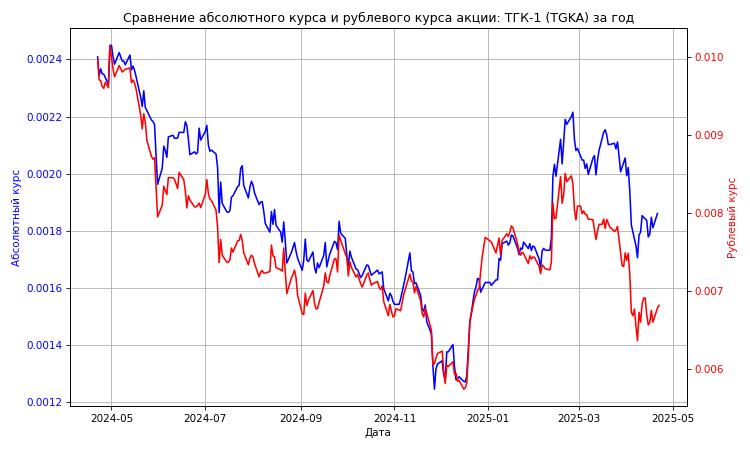 Сравнение абсолютного курса и рублевого курса акции: ТГК-1 (TGKA) за год
Абсолютный курс
0.0024
0.0022
0.0020
0.0018
0.0016
0.0014
0.0012
0.010
0.009
0.008
0.007
0.006
Рублевый курс
2024-05 2024-07 2024-09 2024-11 2025-01 2025-03 2025-05
Дата